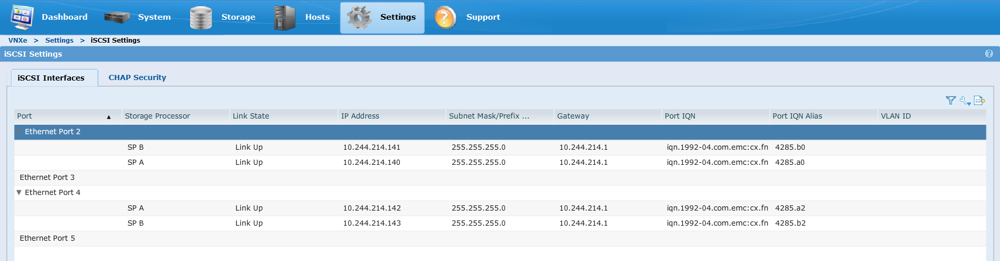 Dashboard System Storage Hosts Settings Support
VNXe > Settings > iSCSI Settings
iSCSI Settings ?
iSCSI Interfaces CHAP Security
Port ▲ Storage Processor Link State IP Address Subnet Mask/Prefix ... Gateway Port IQN Port IQN Alias VLAN ID
Ethernet Port 2
SP B Link Up 10.244.214.141 255.255.255.0 10.244.214.1 iqn.1992-04.com.emc:cx.fn 4285.b0
SP A Link Up 10.244.214.140 255.255.255.0 10.244.214.1 iqn.1992-04.com.emc:cx.fn 4285.a0
Ethernet Port 3
▼ Ethernet Port 4
SP A Link Up 10.244.214.142 255.255.255.0 10.244.214.1 iqn.1992-04.com.emc:cx.fn 4285.a2
SP B Link Up 10.244.214.143 255.255.255.0 10.244.214.1 iqn.1992-04.com.emc:cx.fn 4285.b2
Ethernet Port 5